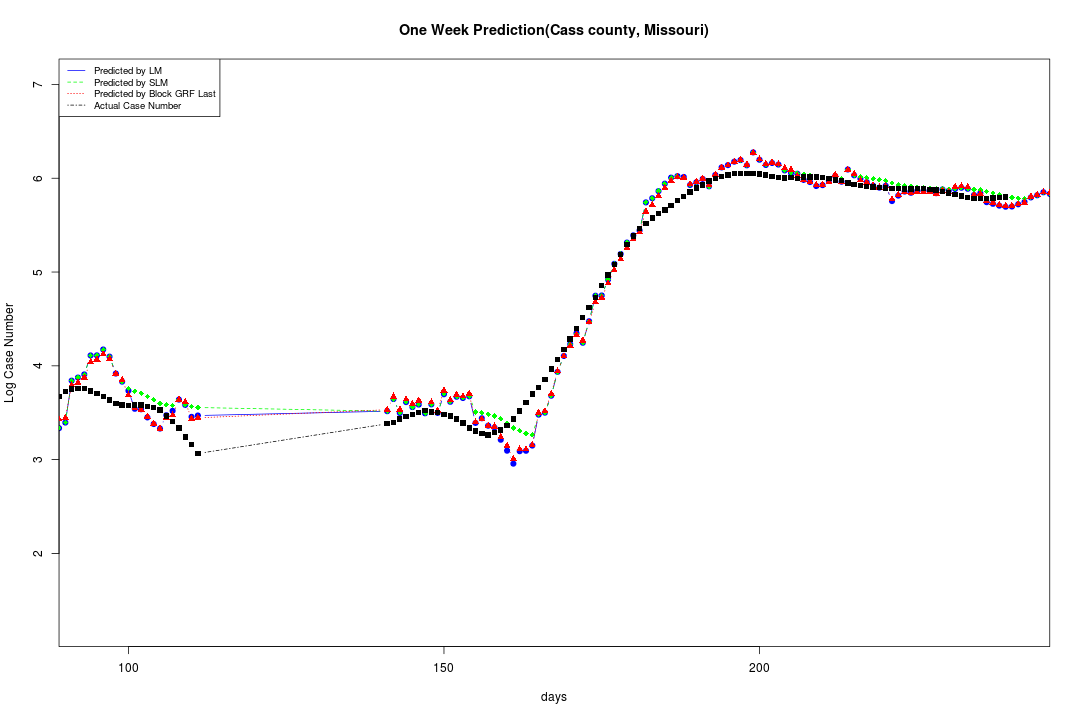 One Week Prediction(Cass county, Missouri)
Predicted by LM
Predicted by SLM
Predicted by Block GRF Last
Actual Case Number
7
6
5
4
3
2
Log Case Number
100 150 200
days